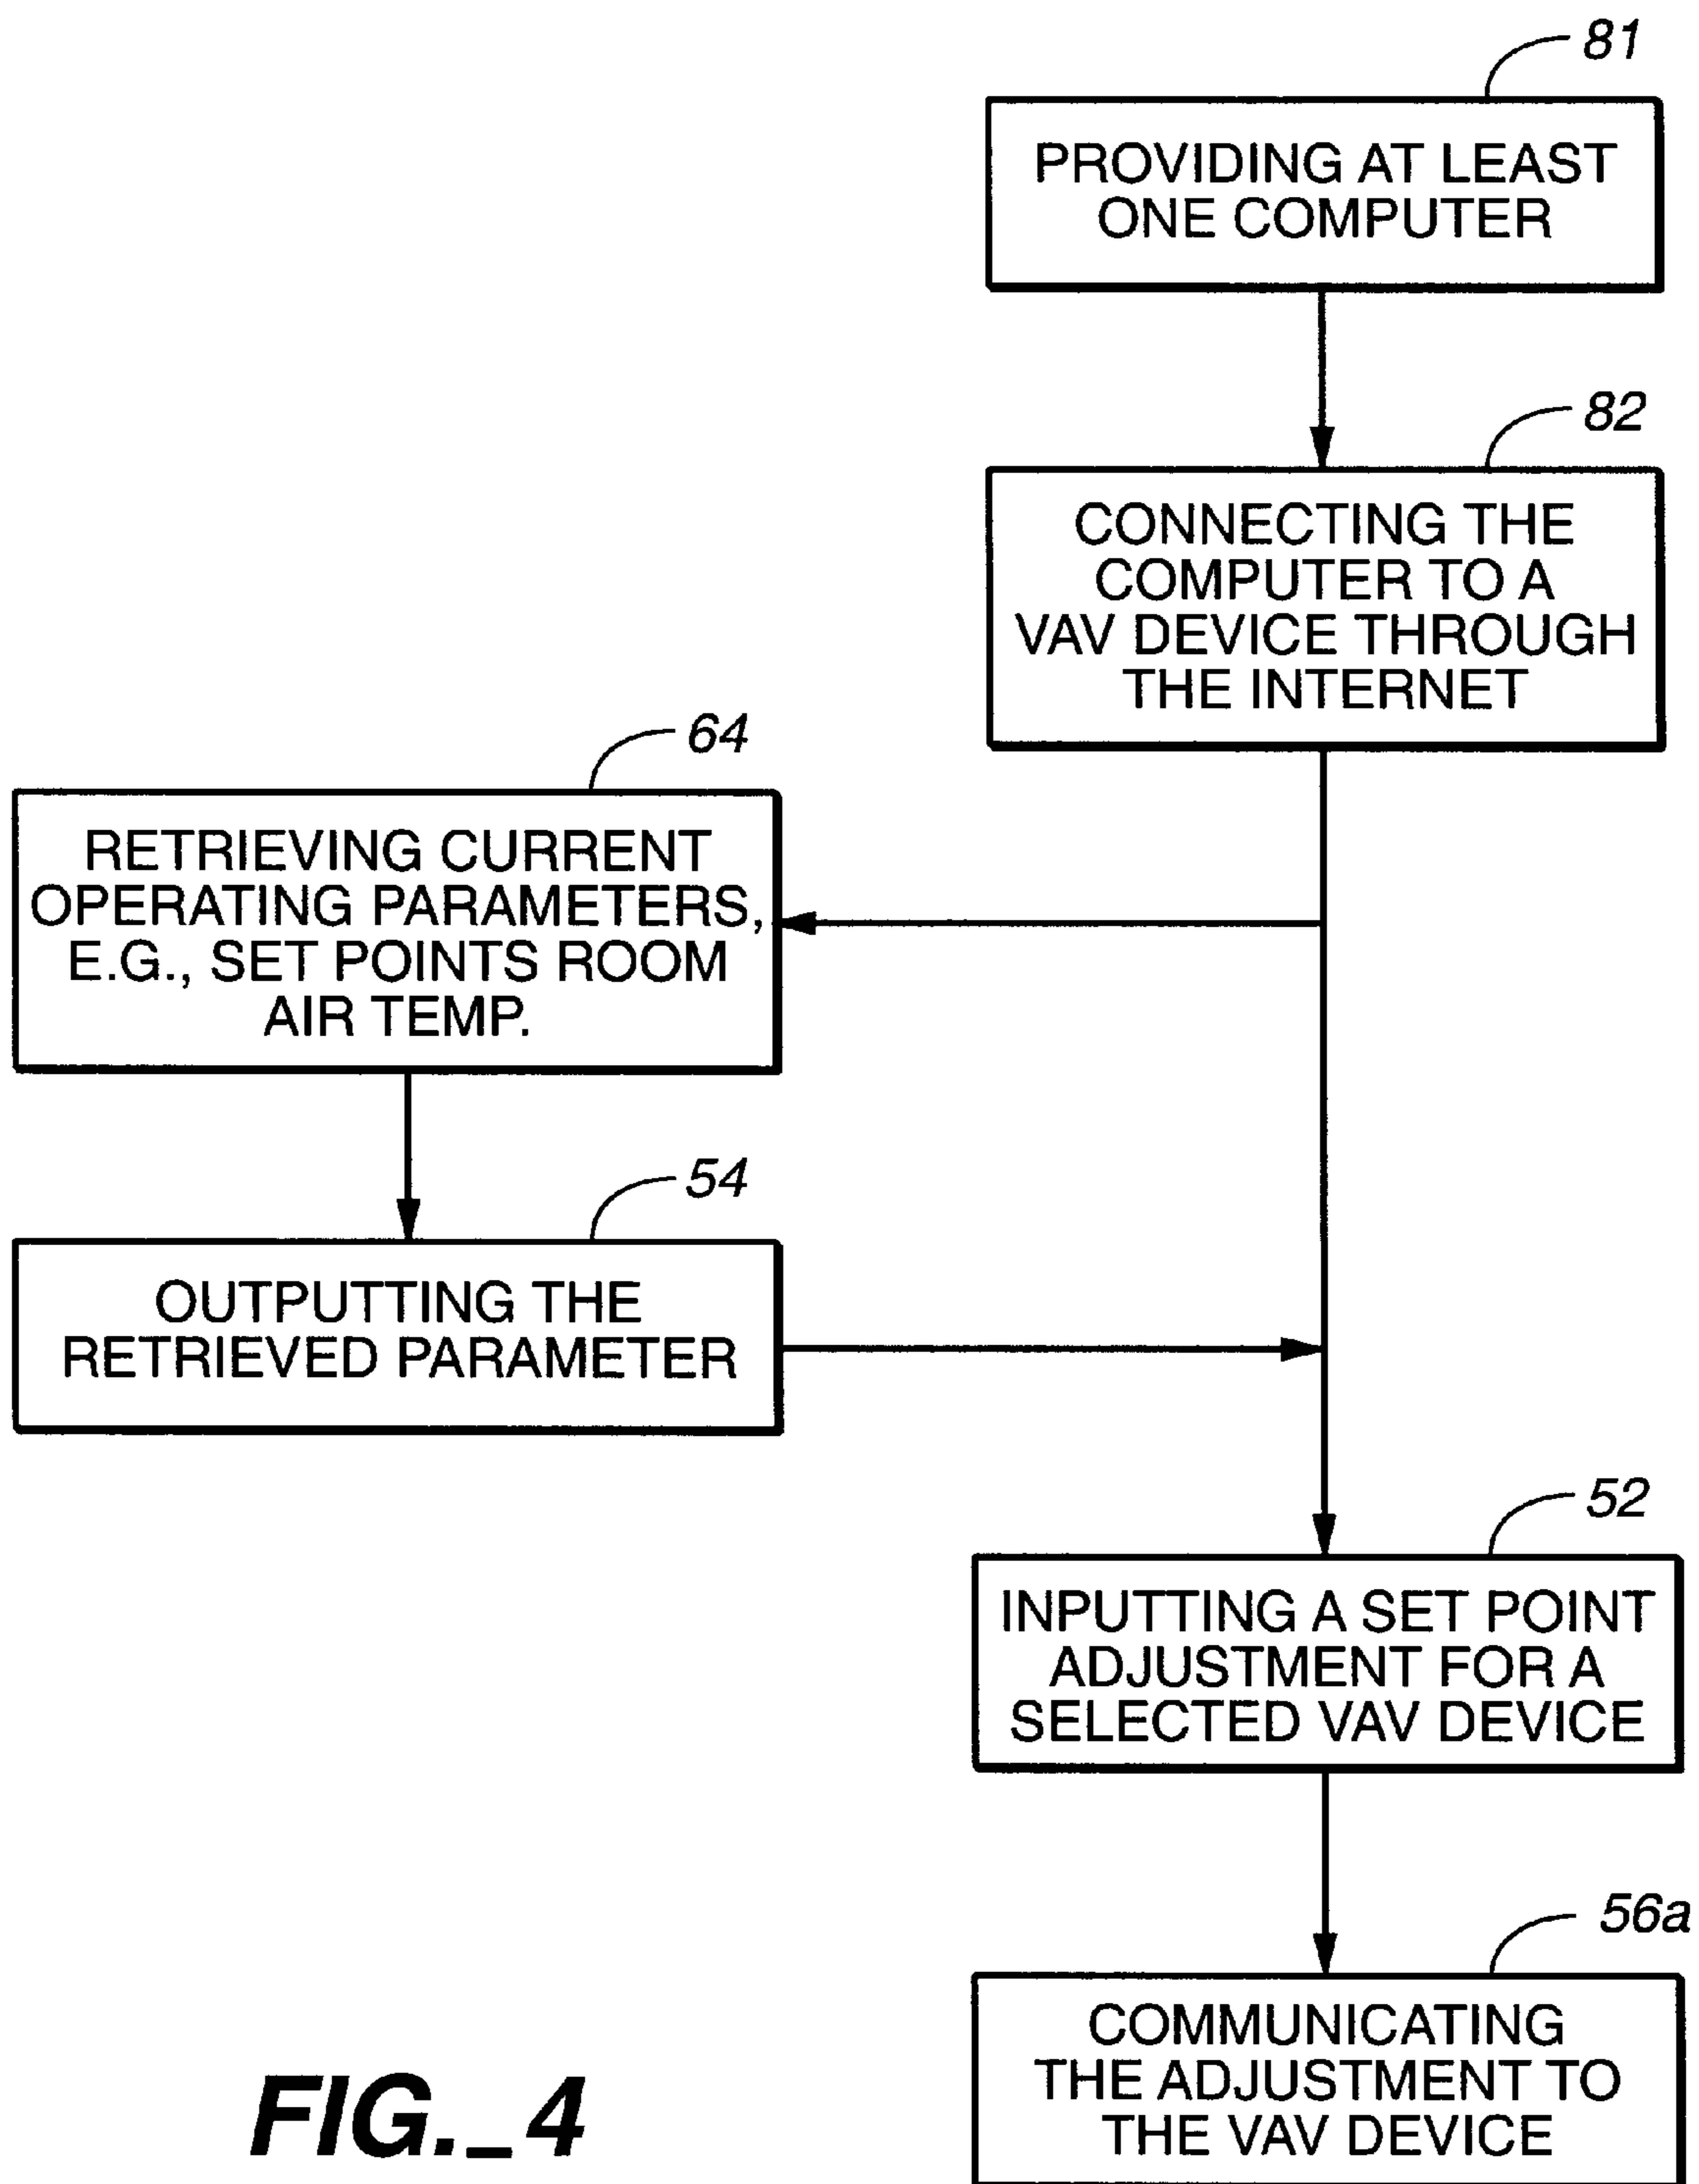 81
PROVIDING AT LEAST
ONE COMPUTER
82
CONNECTING THE
COMPUTER TO A
VAV DEVICE THROUGH
THE INTERNET
64
RETRIEVING CURRENT
OPERATING PARAMETERS,
E.G., SET POINTS ROOM
AIR TEMP.
54
OUTPUTTING THE
RETRIEVED PARAMETER
52
INPUTTING A SET POINT
ADJUSTMENT FOR A
SELECTED VAV DEVICE
56a
COMMUNICATING
THE ADJUSTMENT TO
THE VAV DEVICE
FIG._4